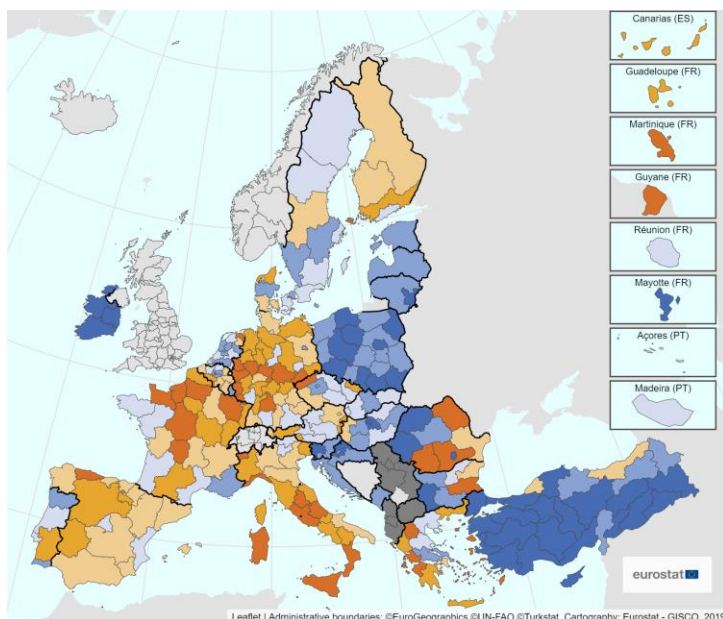 Canarias (ES)
Guadeloupe (FR)
Martinique (FR)
Guyane (FR)
Réunion (FR)
Mayotte (FR)
Açores (PT)
Madeira (PT)
eurostat
Leaflet | Administrative boundaries: ©EuroGeographics ©UN-FAO ©Turkstat, Cartography: Eurostat - GISCO, 2019